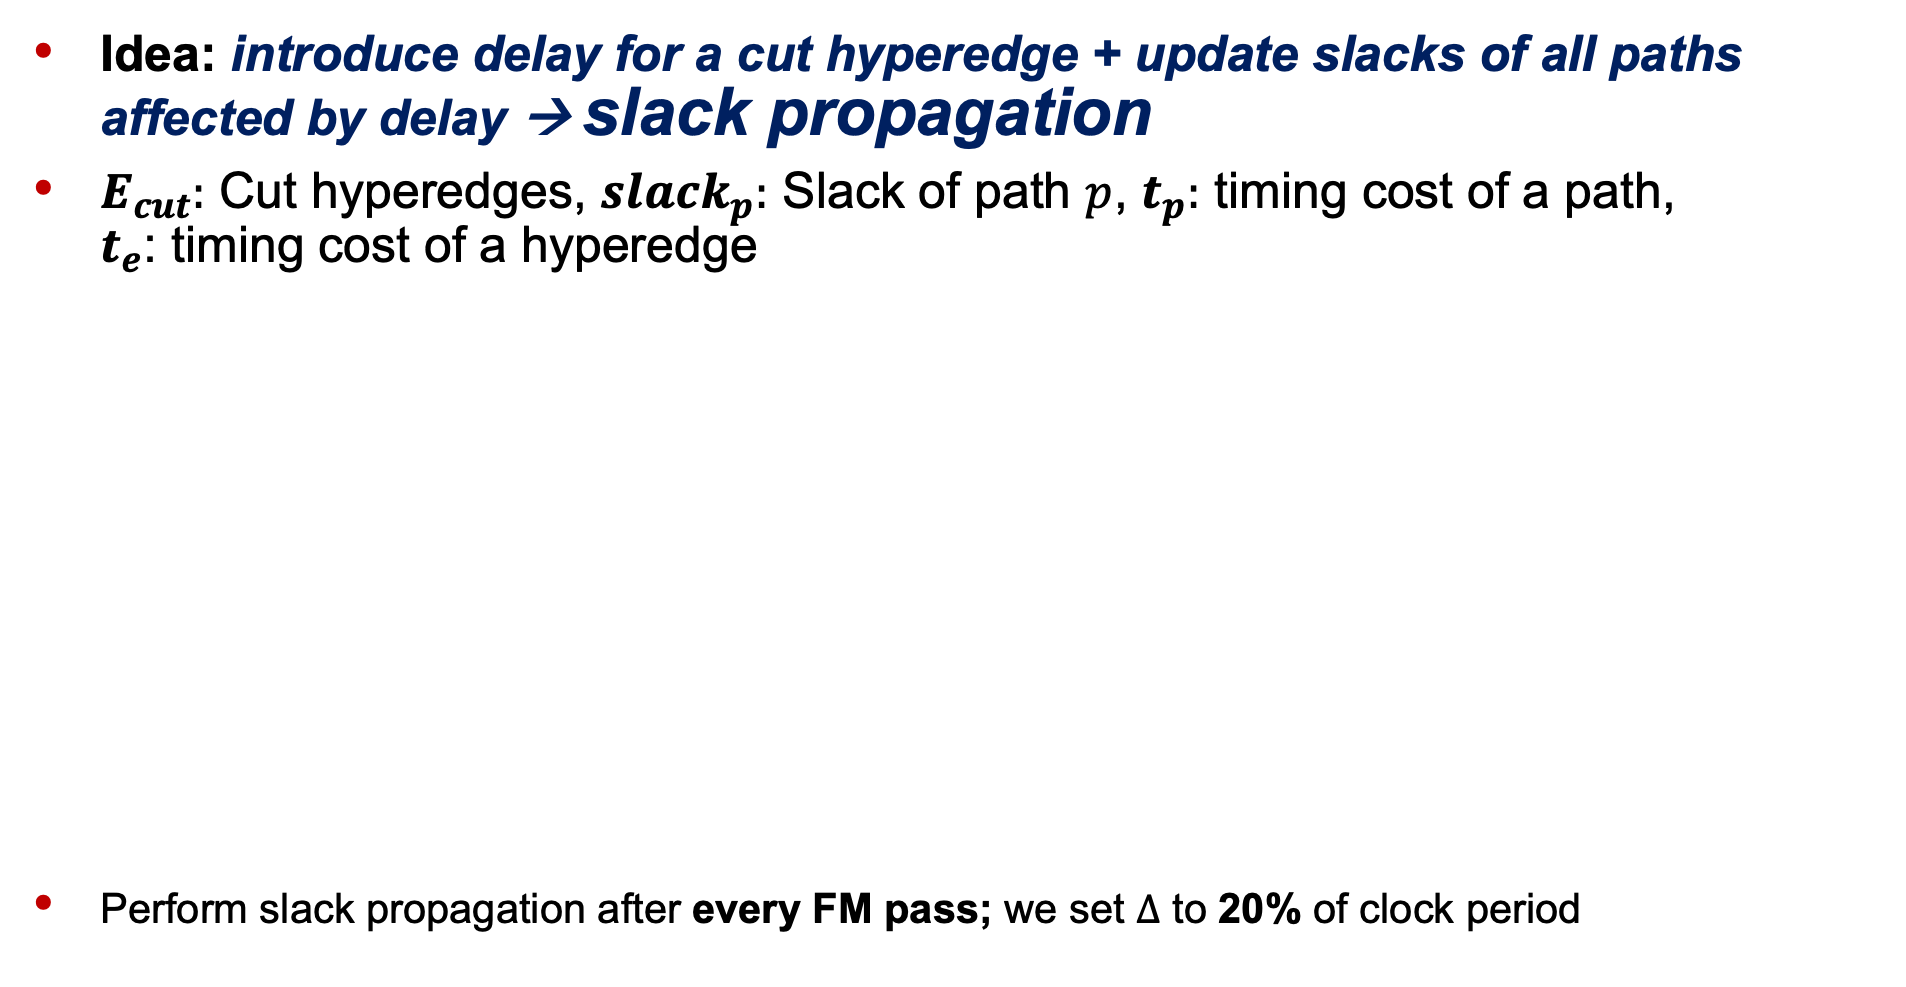 • Idea: introduce delay for a cut hyperedge + update slacks of all paths
affected by delay → slack propagation
• E_cut: Cut hyperedges, slack_p: Slack of path p, t_p: timing cost of a path,
t_e: timing cost of a hyperedge
• Perform slack propagation after every FM pass; we set Δ to 20% of clock period